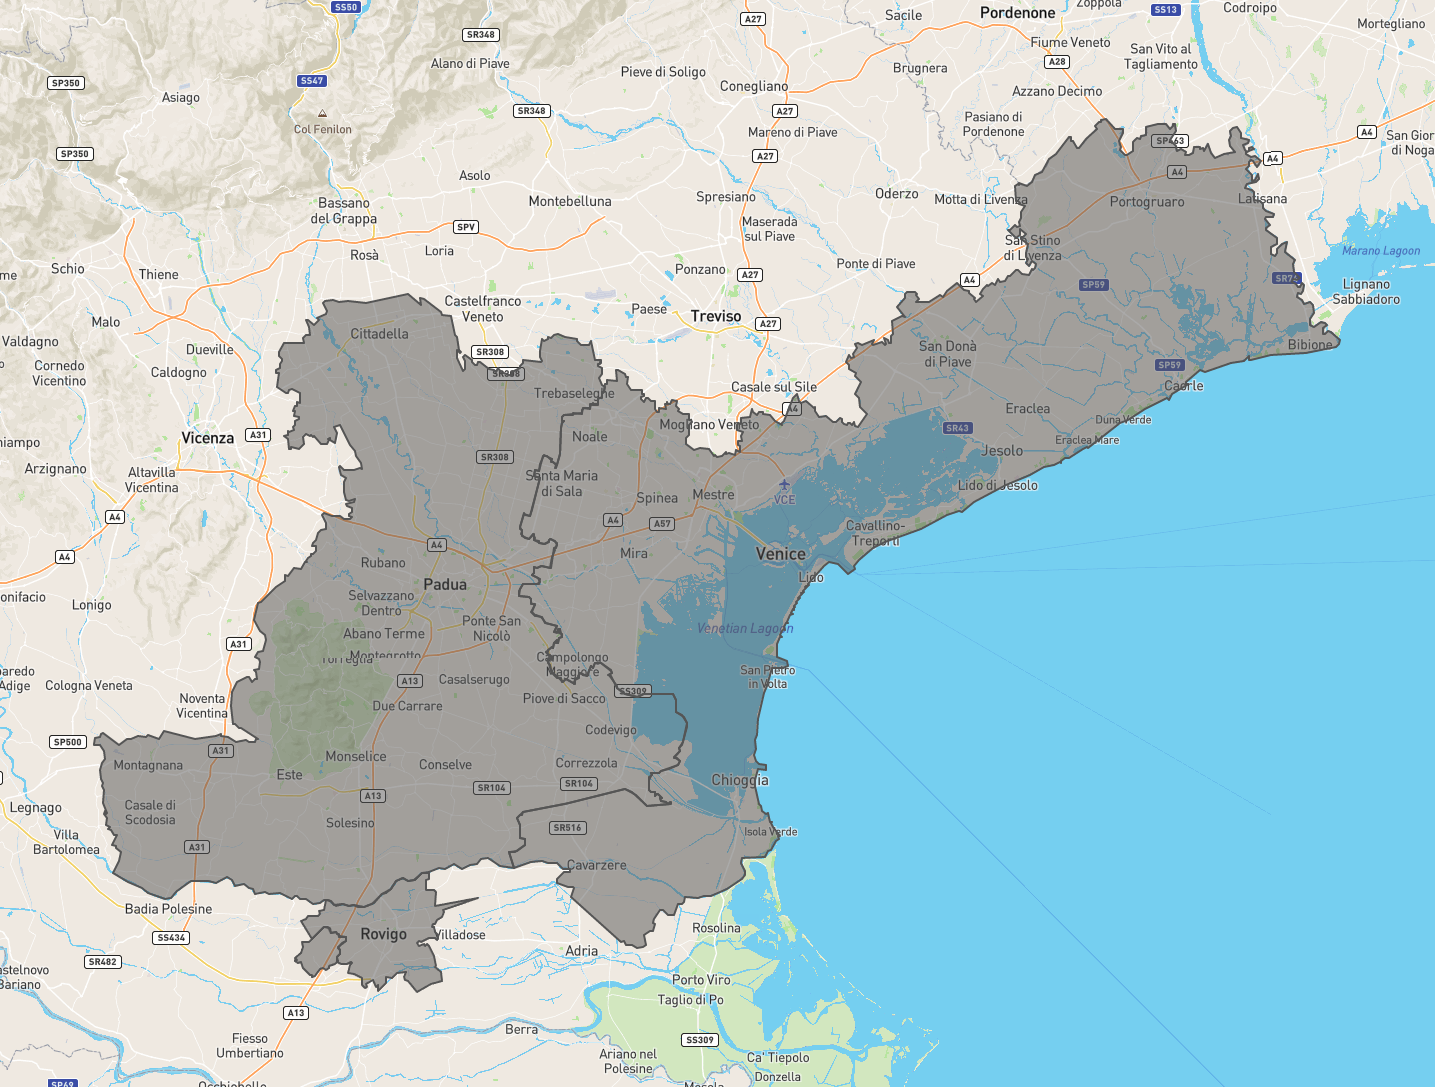 SS50
A27
Sacile
Pordenone
Zoppola
SS13
Codroipo
Mortegliano
SR348
Fiume Veneto
San Vito al
Tagliamento
Alano di Piave
Pieve di Soligo
A28
Brugnera
SP350
SS47
Conegliano
Azzano Decimo
Asiago
SR348
A27
Pasiano di
Pordenone
Col Fenilon
Mareno di Piave
A4
San Gior
di Noga
SP463
SP350
A27
A4
Asolo
A4
Bassano
del Grappa
Montebelluna
Spresiano
Oderzo
Motta di Livenza
Portogruaro
Latisana
SPV
Maserada
sul Piave
San Stino
di Livenza
Marano Lagoon
Rosà
Loria
Schio
Thiene
Ponzano
A27
Ponte di Piave
A4
SP59
SR74
Lignano
Sabbiadoro
me
Castelfranco
Veneto
Paese
Treviso
A27
Malo
Cittadella
Valdagno
Dueville
SR308
San Donà
di Piave
Bibione
Cornedo
Vicentino
Caldogno
SR308
SP59
Caorle
Trebaseleghe
Casale sul Sile
A4
Eraclea
Mogliano Veneto
Duna Verde
Vicenza
A31
Noale
SR43
Eraclea Mare
hiampo
SR308
Jesolo
Arzignano
Altavilla
Vicentina
Santa Maria
di Sala
Spinea
Mestre
VCE
Lido di Jesolo
A4
A4
A57
Cavallino-
Treporti
A4
A4
Mira
Venice
Rubano
Lido
onifacio
Lonigo
Padua
Selvazzano
Dentro
Ponte San
Nicolò
Venetian Lagoon
Abano Terme
A31
Torreglia
Montegrotto
Campolongo
Maggiore
San Pietro
in Volta
aredo
Adige
Cologna Veneta
A13
Casalserugo
SS309
Noventa
Vicentina
Due Carrare
Piove di Sacco
Codevigo
SP500
A31
Montagnana
Monselice
Conselve
Correzzola
Este
Chioggia
SR104
SR104
A13
Legnago
Casale di
Scodosia
Solesino
SR516
Isola Verde
Villa
Bartolomea
A31
Cavarzere
Badia Polesine
Rovigo
Villadose
Rosolina
SS434
Adria
SR482
astelnovo
Bariano
Porto Viro
Taglio di Po
A13
Berra
Fiesso
Umbertiano
SS309
Ariano nel
Polesine
Ca' Tiepolo
Donzella
SP69
Occhiobello
Mesola